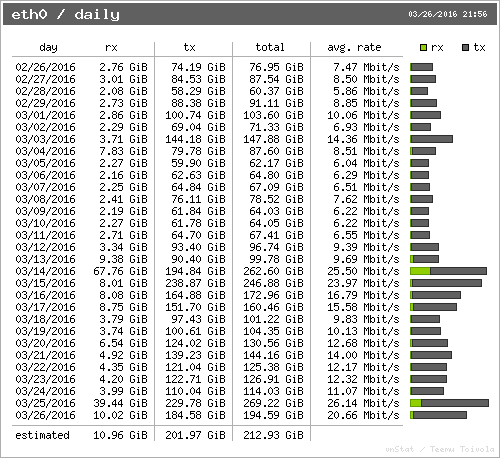 eth0 / daily 03/26/2016 21:56
day rx tx total avg. rate rx tx
02/26/2016 2.76 GiB 74.19 GiB 76.95 GiB 7.47 Mbit/s
02/27/2016 3.01 GiB 84.53 GiB 87.54 GiB 8.50 Mbit/s
02/28/2016 2.08 GiB 58.29 GiB 60.37 GiB 5.86 Mbit/s
02/29/2016 2.73 GiB 88.38 GiB 91.11 GiB 8.85 Mbit/s
03/01/2016 2.86 GiB 100.74 GiB 103.60 GiB 10.06 Mbit/s
03/02/2016 2.29 GiB 69.04 GiB 71.33 GiB 6.93 Mbit/s
03/03/2016 3.71 GiB 144.18 GiB 147.88 GiB 14.36 Mbit/s
03/04/2016 7.83 GiB 79.78 GiB 87.60 GiB 8.51 Mbit/s
03/05/2016 2.27 GiB 59.90 GiB 62.17 GiB 6.04 Mbit/s
03/06/2016 2.16 GiB 62.63 GiB 64.80 GiB 6.29 Mbit/s
03/07/2016 2.25 GiB 64.84 GiB 67.09 GiB 6.51 Mbit/s
03/08/2016 2.41 GiB 76.11 GiB 78.52 GiB 7.62 Mbit/s
03/09/2016 2.19 GiB 61.84 GiB 64.03 GiB 6.22 Mbit/s
03/10/2016 2.27 GiB 61.78 GiB 64.05 GiB 6.22 Mbit/s
03/11/2016 2.71 GiB 64.70 GiB 67.41 GiB 6.55 Mbit/s
03/12/2016 3.34 GiB 93.40 GiB 96.74 GiB 9.39 Mbit/s
03/13/2016 9.38 GiB 90.40 GiB 99.78 GiB 9.69 Mbit/s
03/14/2016 67.76 GiB 194.84 GiB 262.60 GiB 25.50 Mbit/s
03/15/2016 8.01 GiB 238.87 GiB 246.88 GiB 23.97 Mbit/s
03/16/2016 8.08 GiB 164.88 GiB 172.96 GiB 16.79 Mbit/s
03/17/2016 8.75 GiB 151.70 GiB 160.46 GiB 15.58 Mbit/s
03/18/2016 3.79 GiB 97.43 GiB 101.22 GiB 9.83 Mbit/s
03/19/2016 3.74 GiB 100.61 GiB 104.35 GiB 10.13 Mbit/s
03/20/2016 6.54 GiB 124.02 GiB 130.56 GiB 12.68 Mbit/s
03/21/2016 4.92 GiB 139.23 GiB 144.16 GiB 14.00 Mbit/s
03/22/2016 4.35 GiB 121.04 GiB 125.38 GiB 12.17 Mbit/s
03/23/2016 4.20 GiB 122.71 GiB 126.91 GiB 12.32 Mbit/s
03/24/2016 3.99 GiB 110.04 GiB 114.03 GiB 11.07 Mbit/s
03/25/2016 39.44 GiB 229.78 GiB 269.22 GiB 26.14 Mbit/s
03/26/2016 10.02 GiB 184.58 GiB 194.59 GiB 20.66 Mbit/s
estimated 10.96 GiB 201.97 GiB 212.93 GiB
vnStat / Teemu Toivola